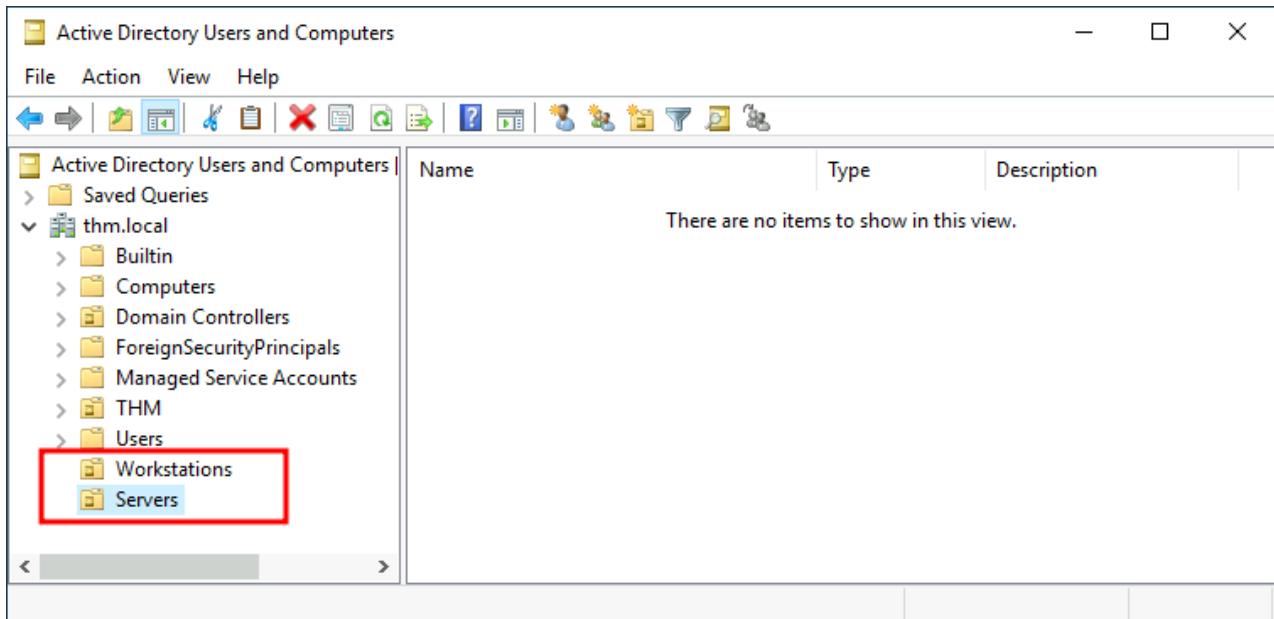 Active Directory Users and Computers
File Action View Help
Active Directory Users and Computers [
Name Type Description
Saved Queries
There are no items to show in this view.
thm.local
Builtin
Computers
Domain Controllers
ForeignSecurityPrincipals
Managed Service Accounts
THM
Users
Workstations
Servers